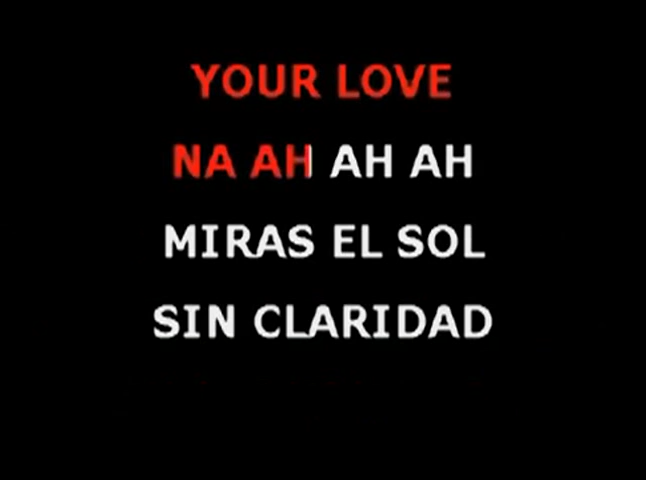 YOUR LOVE
NA AH AH AH
MIRAS EL SOL
SIN CLARIDAD